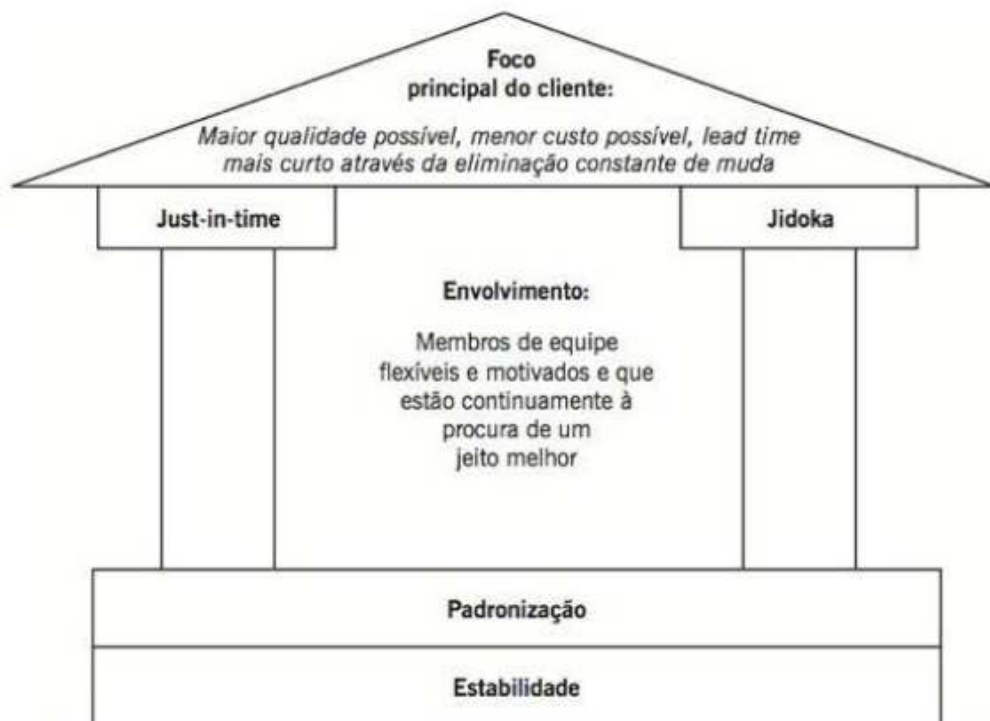 Foco
principal do cliente:
Maior qualidade possível, menor custo possível, lead time
mais curto através da eliminação constante de muda
Just-in-time
Jidoka
Envolvimento:
Membros de equipe
flexíveis e motivados e que
estão continuamente à
procura de um
jeito melhor
Padronização
Estabilidade